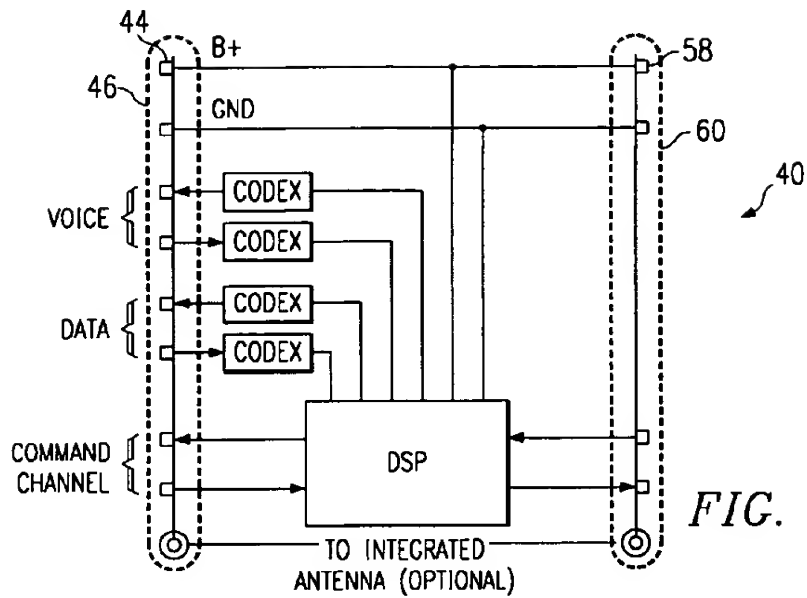 44
B+
58
46
GND
60
40
CODEX
VOICE
CODEX
CODEX
DATA
CODEX
COMMAND
CHANNEL
DSP
FIG.
TO INTEGRATED
ANTENNA (OPTIONAL)